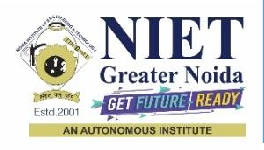 NIET
Greater Noida
GET FUTURE READY
Estd.2001
AN AUTONOMOUS INSTITUTE